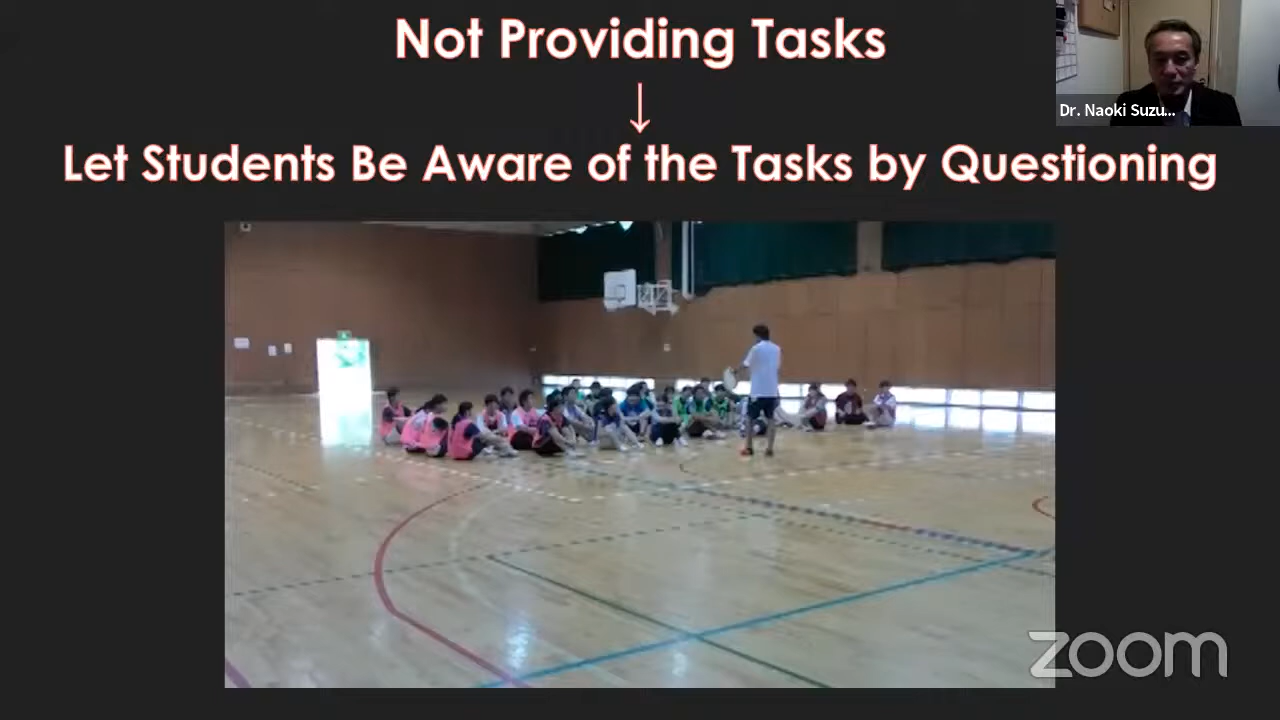 Not Providing Tasks
↓
Let Students Be Aware of the Tasks by Questioning
Dr. Naoki Suzu...
zoom